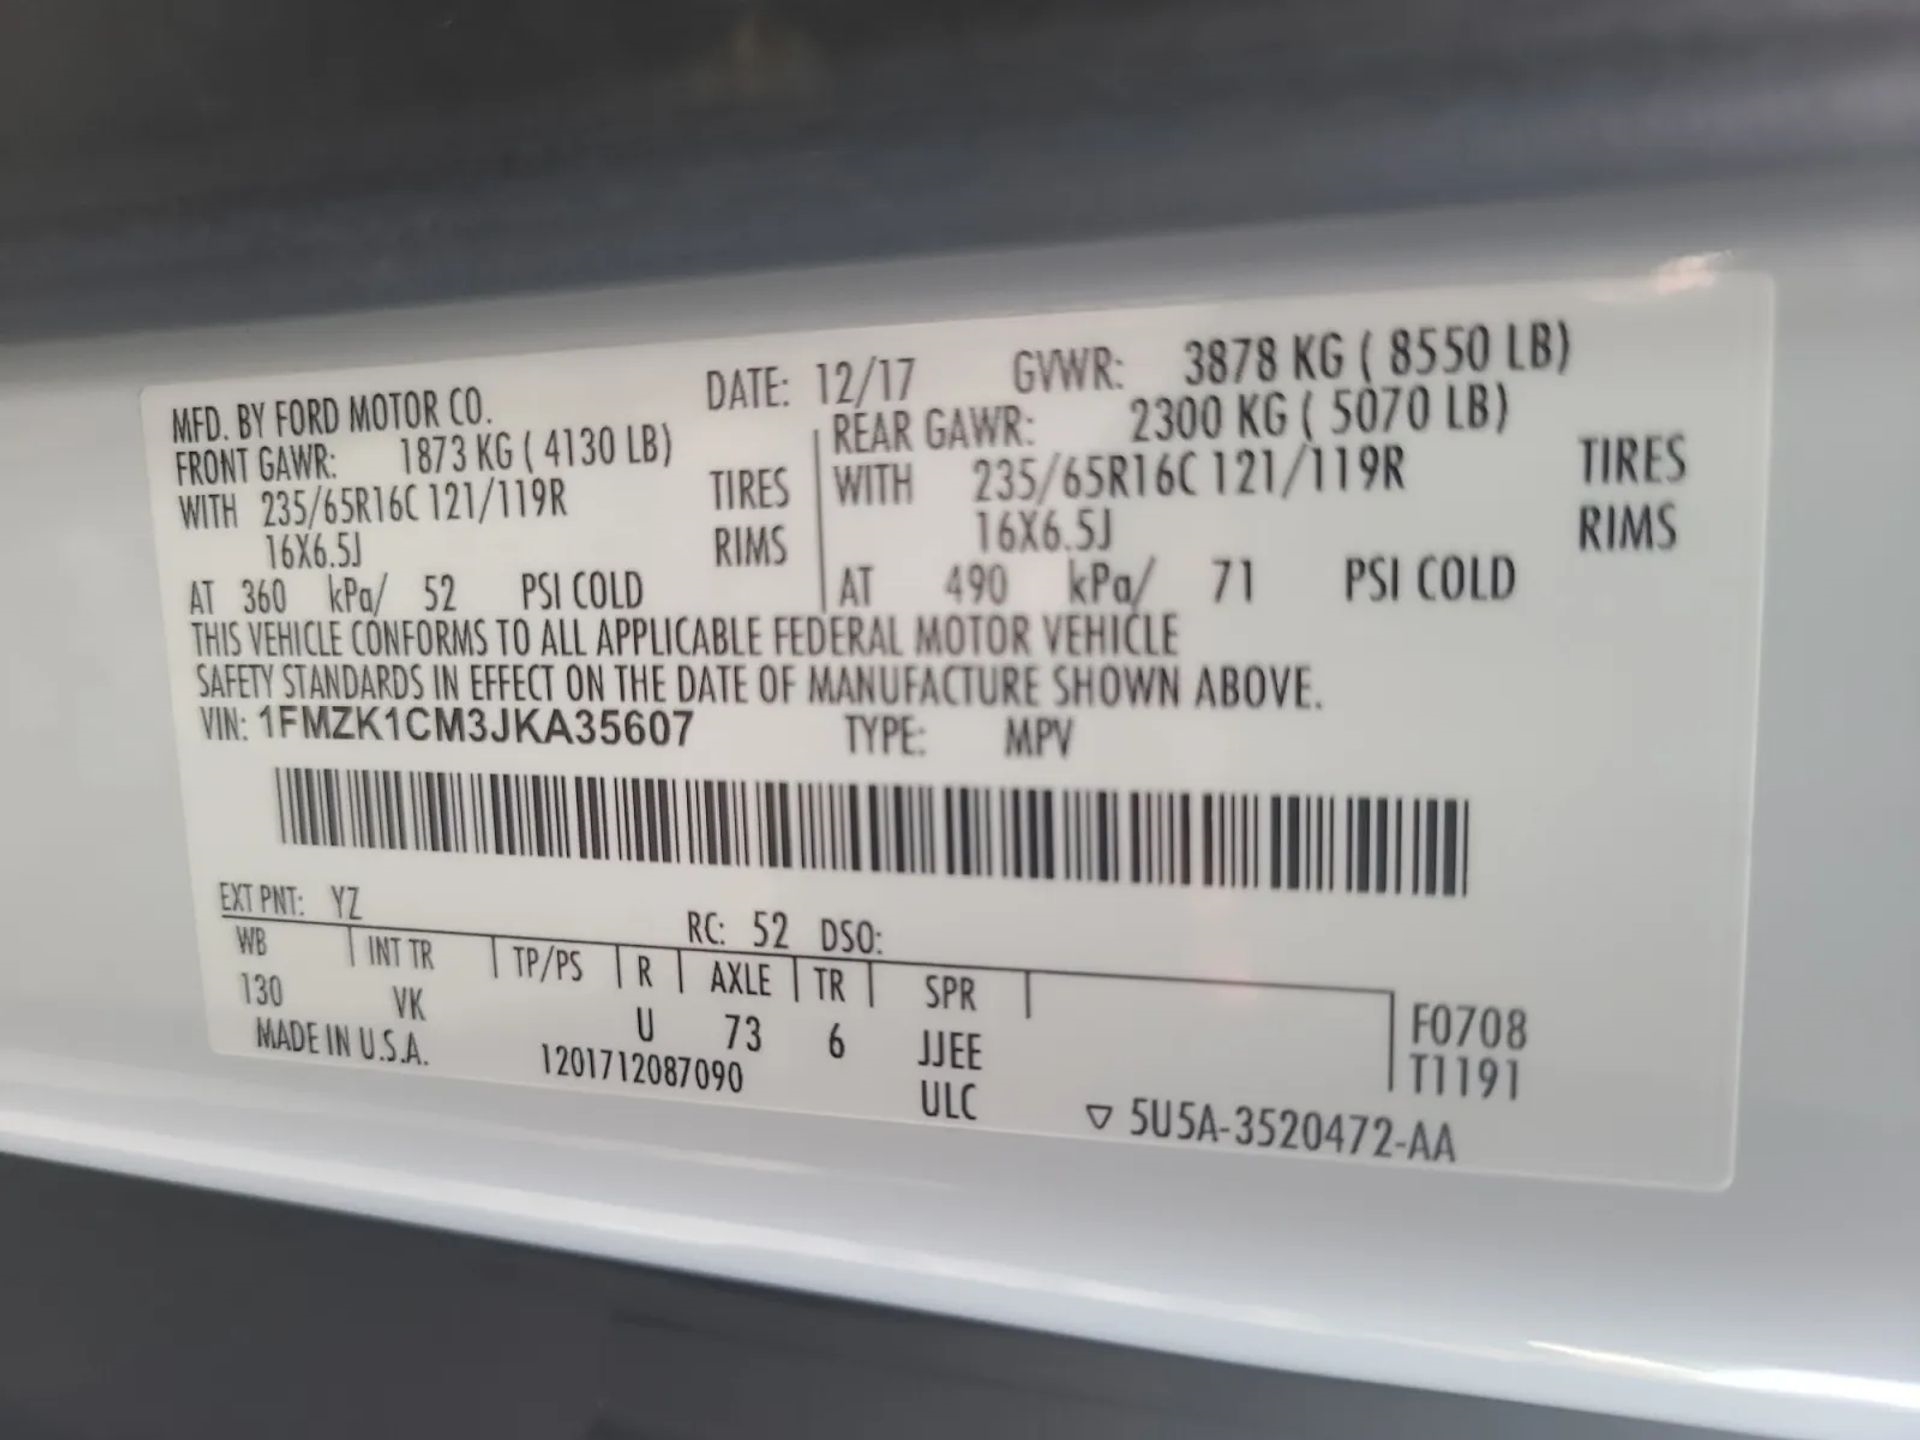 MFD. BY FORD MOTOR CO. DATE: 12/17 GVWR: 3878 KG ( 8550 LB)
FRONT GAWR: 1873 KG ( 4130 LB) REAR GAWR: 2300 KG ( 5070 LB)
WITH 235/65R16C 121/119R TIRES WITH 235/65R16C 121/119R TIRES
16X6.5J RIMS 16X6.5J RIMS
AT 360 kPa/ 52 PSI COLD AT 490 kPa/ 71 PSI COLD
THIS VEHICLE CONFORMS TO ALL APPLICABLE FEDERAL MOTOR VEHICLE
SAFETY STANDARDS IN EFFECT ON THE DATE OF MANUFACTURE SHOWN ABOVE.
VIN: 1FMZK1CM3JKA35607 TYPE: MPV
EXT PNT: YZ RC: 52 DSO:
WB INT TR TP/PS R AXLE TR SPR
130 VK U 73 6 JJEE F0708
MADE IN U.S.A. 1201712087090 ULC T1191
▽ 5U5A-3520472-AA